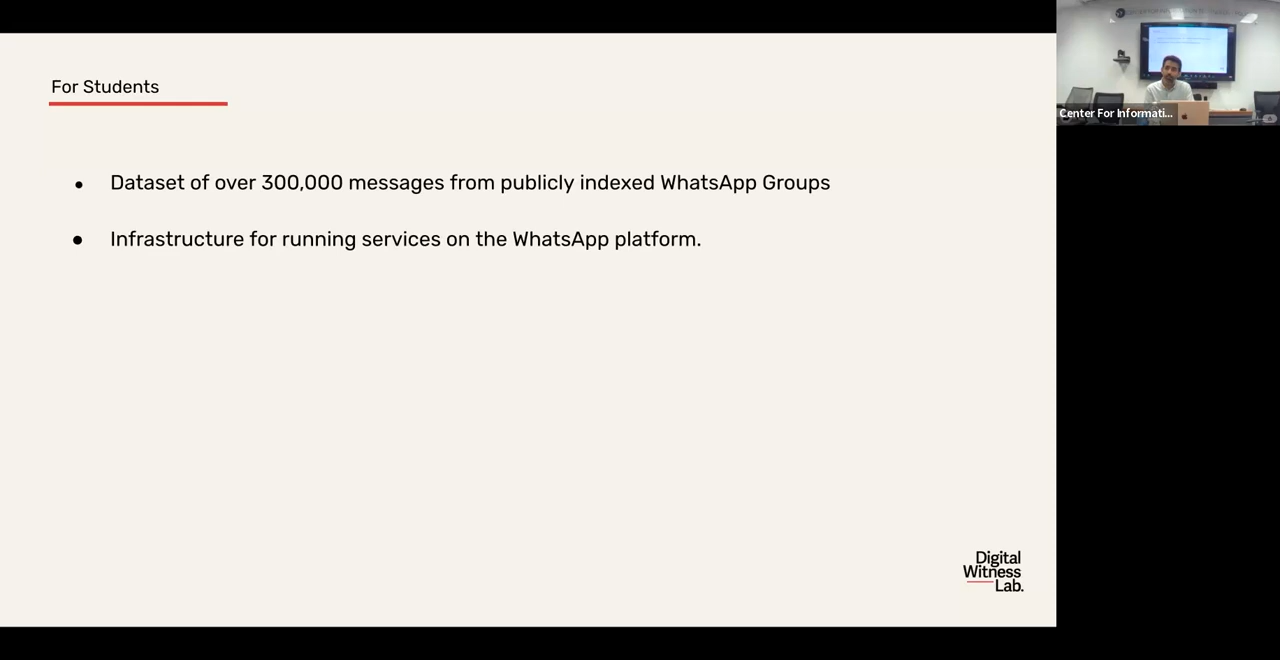 For Students
● Dataset of over 300,000 messages from publicly indexed WhatsApp Groups
● Infrastructure for running services on the WhatsApp platform.
Digital
Witness
Lab.
Center For Informati...